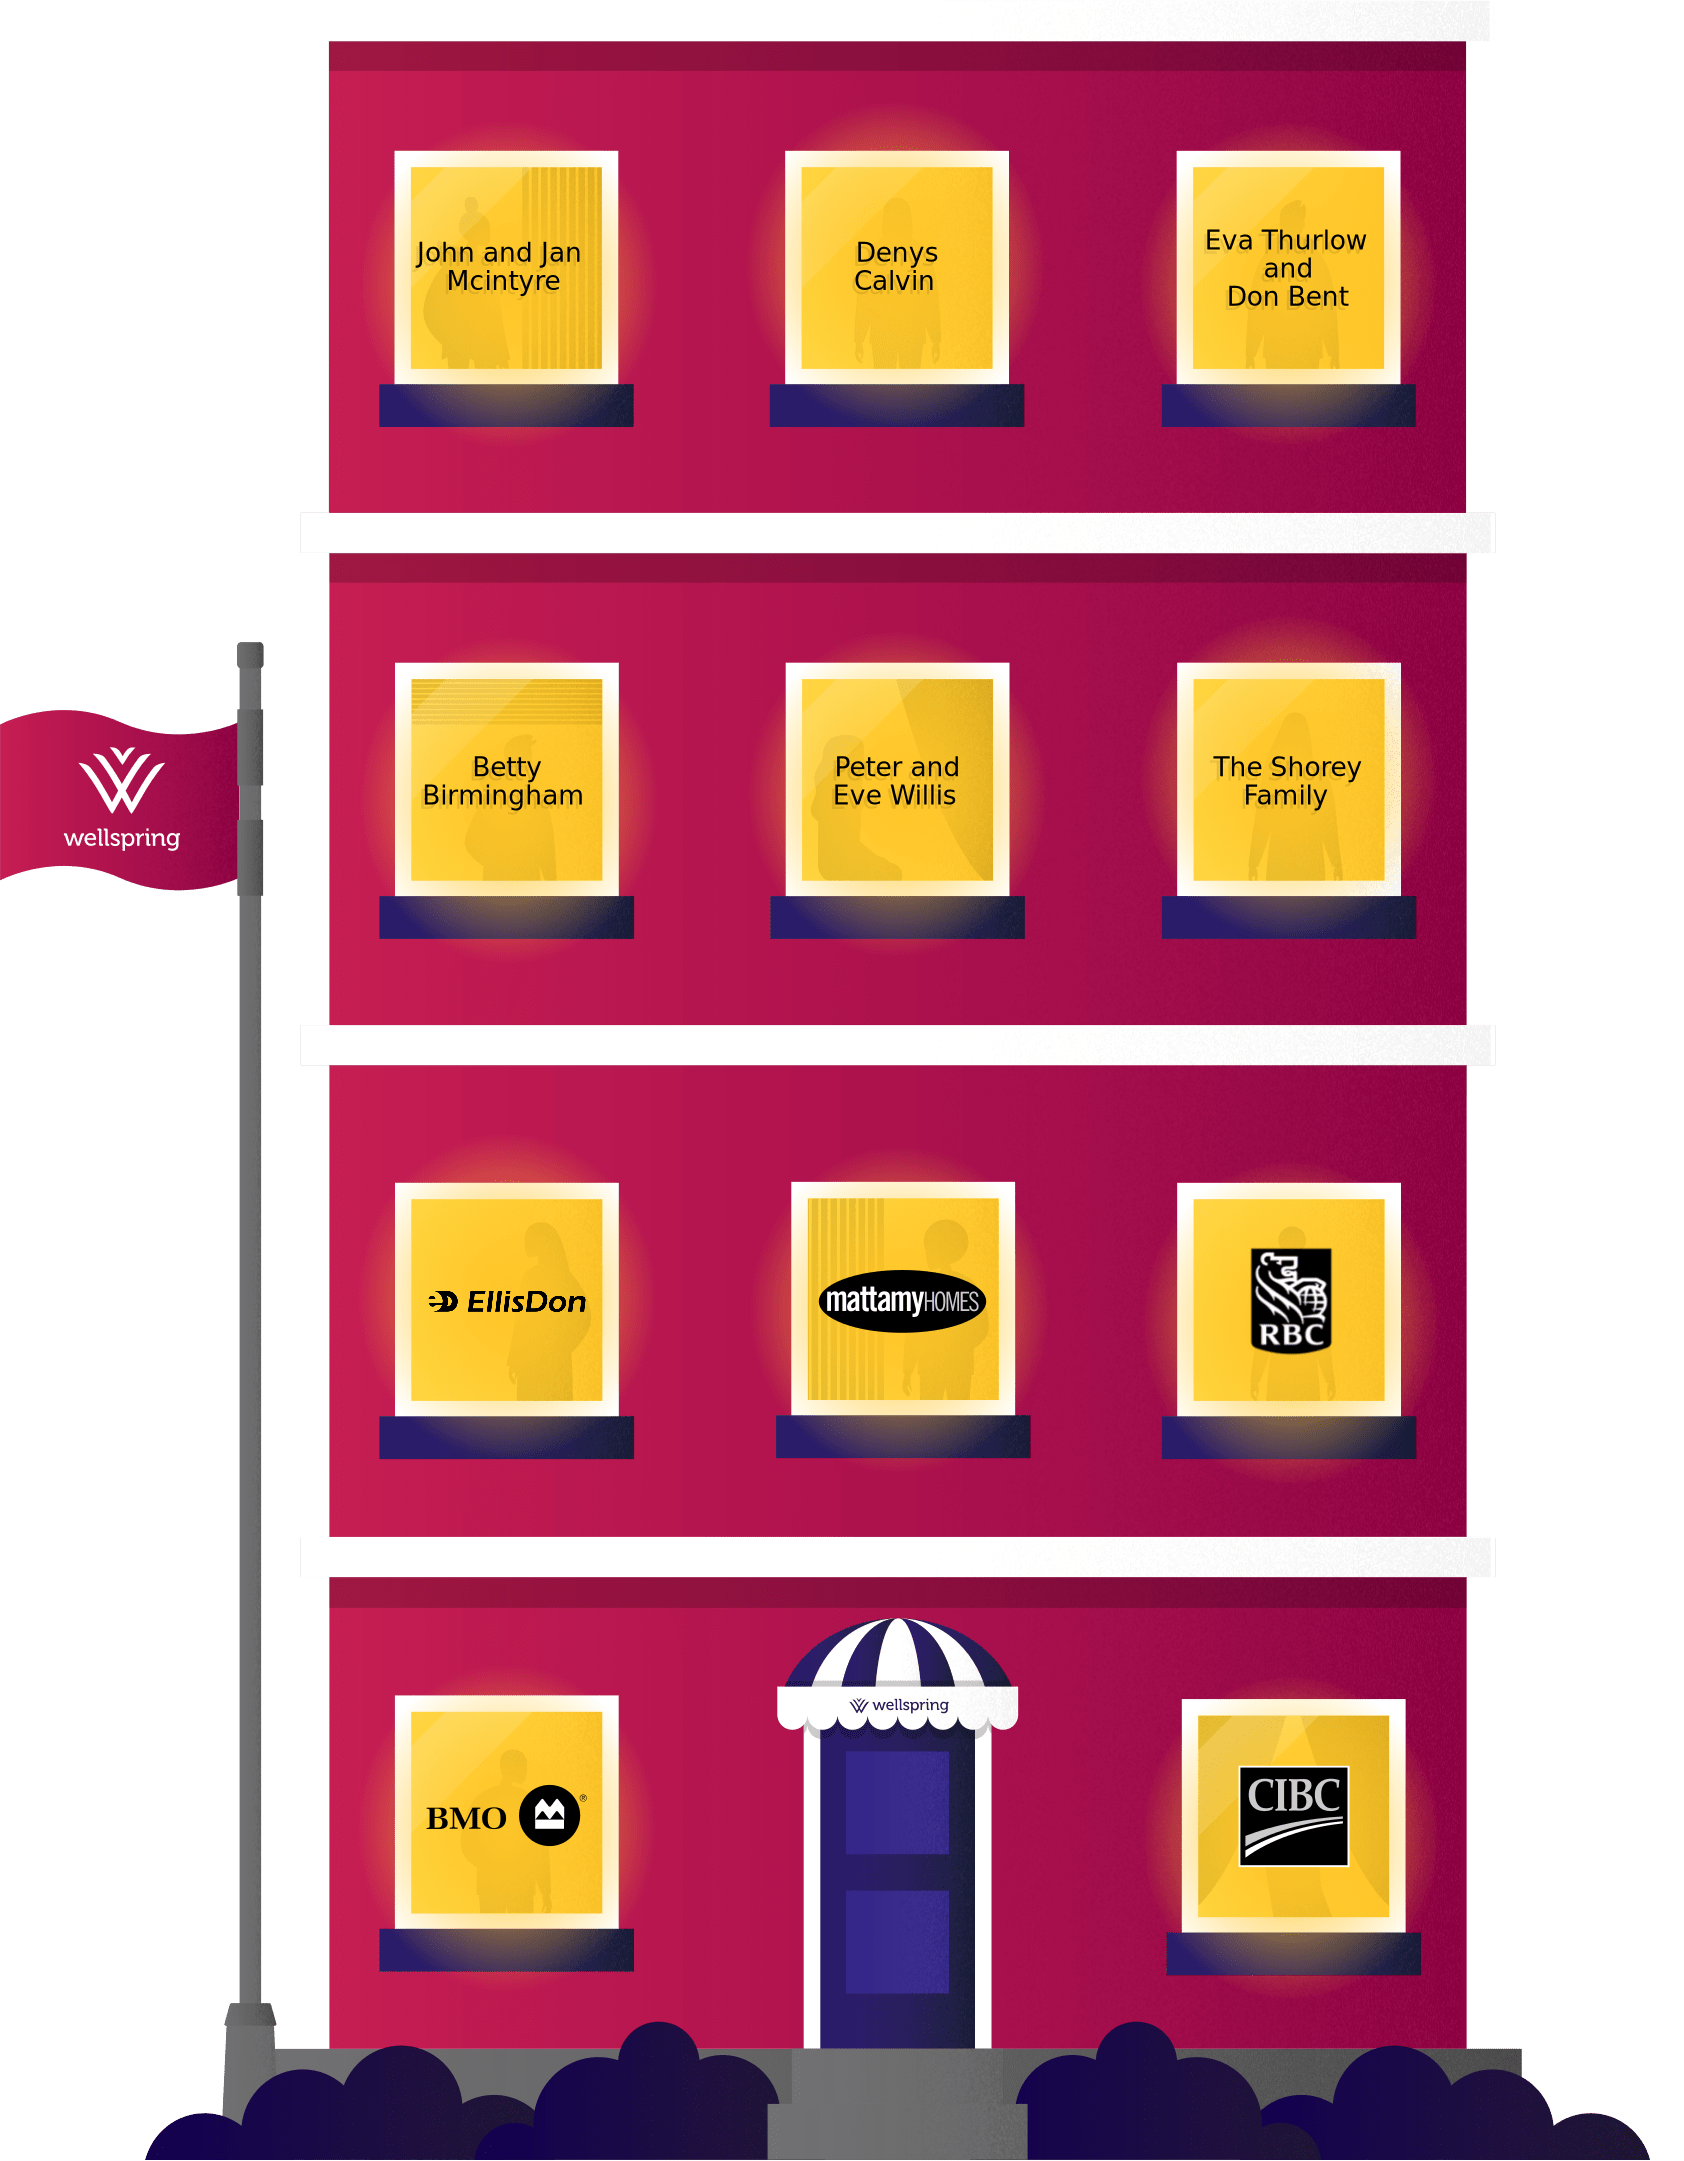 John and Jan
Mcintyre
Denys
Calvin
Eva Thurlow
and
Don Bent
Betty
Birmingham
Peter and
Eve Willis
The Shorey
Family
wellspring
EllisDon
mattamyHOMES
RBC
wellspring
BMO ®
CIBC